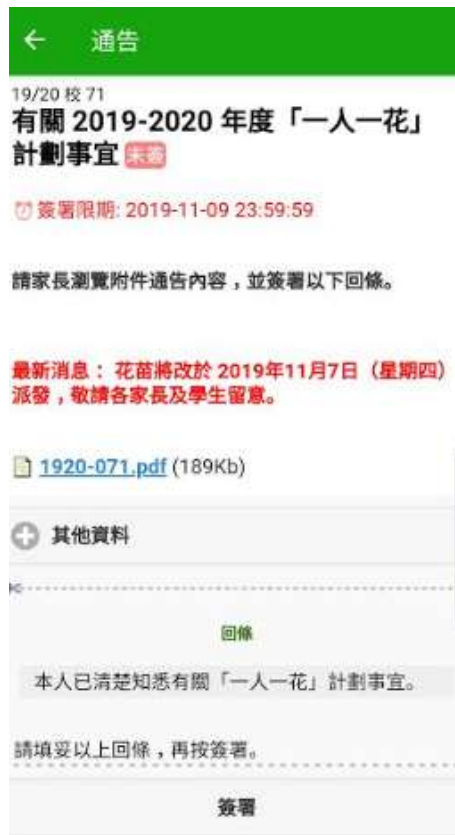 通告
19/20 校 71
有關 2019-2020 年度「一人一花」
計劃事宜 未簽
簽署限期: 2019-11-09 23:59:59
請家長瀏覽附件通告內容，並簽署以下回條。
最新消息： 花苗將改於 2019年11月7日（星期四）
派發，敬請各家長及學生留意。
1920-071.pdf (189Kb)
其他資料
回條
本人已清楚知悉有關「一人一花」計劃事宜。
請填妥以上回條，再按簽署。
簽署